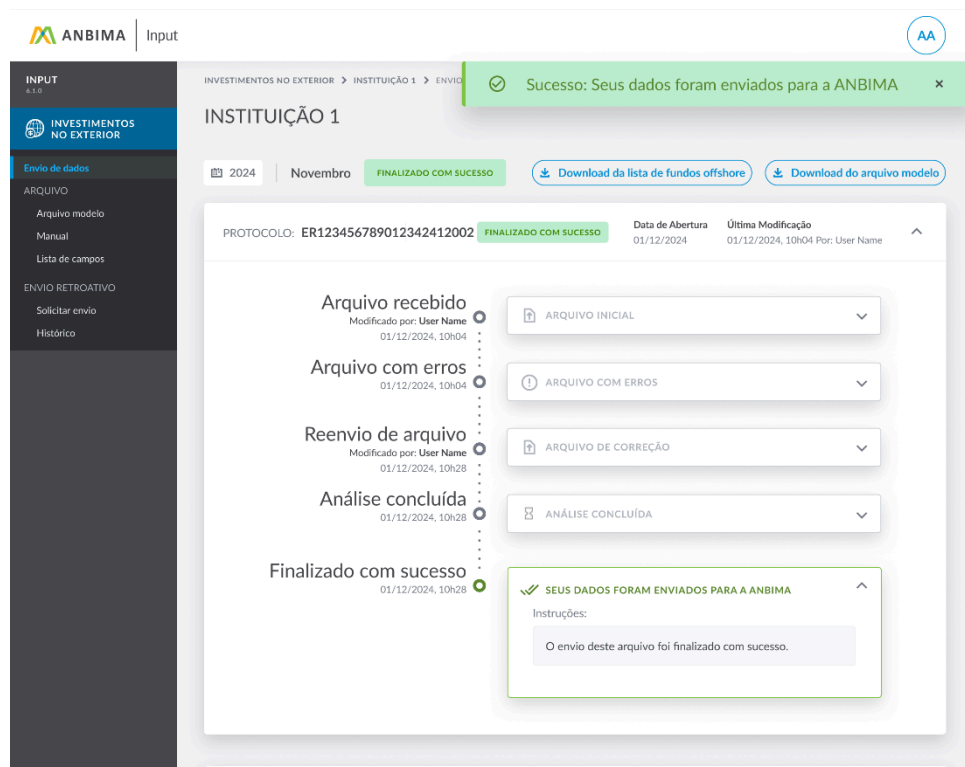 ANBIMA Input
AA
INPUT
6.1.0
INVESTIMENTOS
NO EXTERIOR
Envio de dados
ARQUIVO
Arquivo modelo
Manual
Lista de campos
ENVIO RETROATIVO
Solicitar envio
Histórico
INVESTIMENTOS NO EXTERIOR > INSTITUIÇÃO 1 > ENVIO
Sucesso: Seus dados foram enviados para a ANBIMA ×
INSTITUIÇÃO 1
2024 Novembro FINALIZADO COM SUCESSO Download da lista de fundos offshore Download do arquivo modelo
PROTOCOLO: ER123456789012342412002 FINALIZADO COM SUCESSO
Data de Abertura
01/12/2024
Última Modificação
01/12/2024, 10h04 Por: User Name
Arquivo recebido
Modificado por: User Name
01/12/2024, 10h04
ARQUIVO INICIAL
Arquivo com erros
01/12/2024, 10h04
ARQUIVO COM ERROS
Reenvio de arquivo
Modificado por: User Name
01/12/2024, 10h28
ARQUIVO DE CORREÇÃO
Análise concluída
01/12/2024, 10h28
ANÁLISE CONCLUÍDA
Finalizado com sucesso
01/12/2024, 10h28
SEUS DADOS FORAM ENVIADOS PARA A ANBIMA
Instruções:
O envio deste arquivo foi finalizado com sucesso.